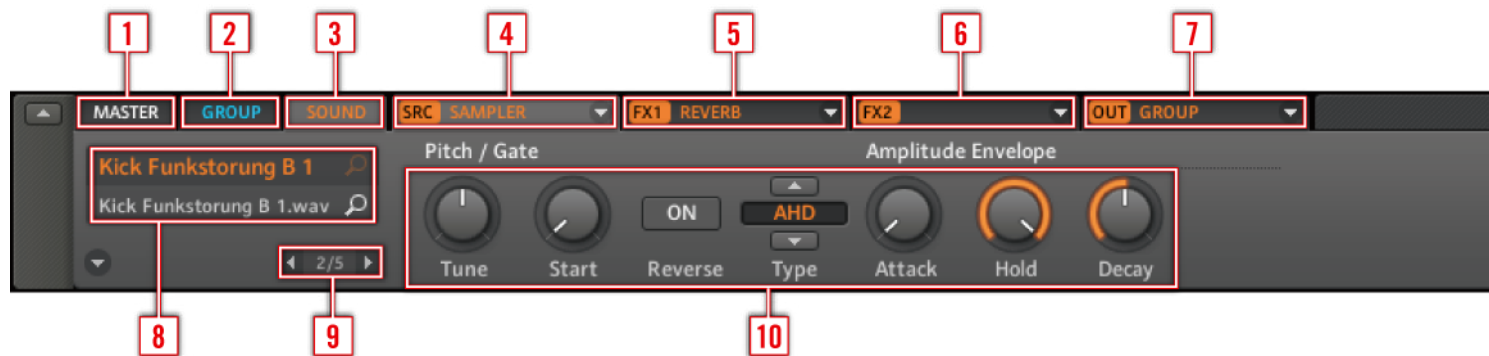 1 2 3 4 5 6 7
MASTER GROUP SOUND SRC SAMPLER FX1 REVERB FX2 OUT GROUP
Pitch / Gate Amplitude Envelope
Kick Funkstorung B 1
Kick Funkstorung B 1.wav
ON AHD
2/5
Tune Start Reverse Type Attack Hold Decay
8 9 10